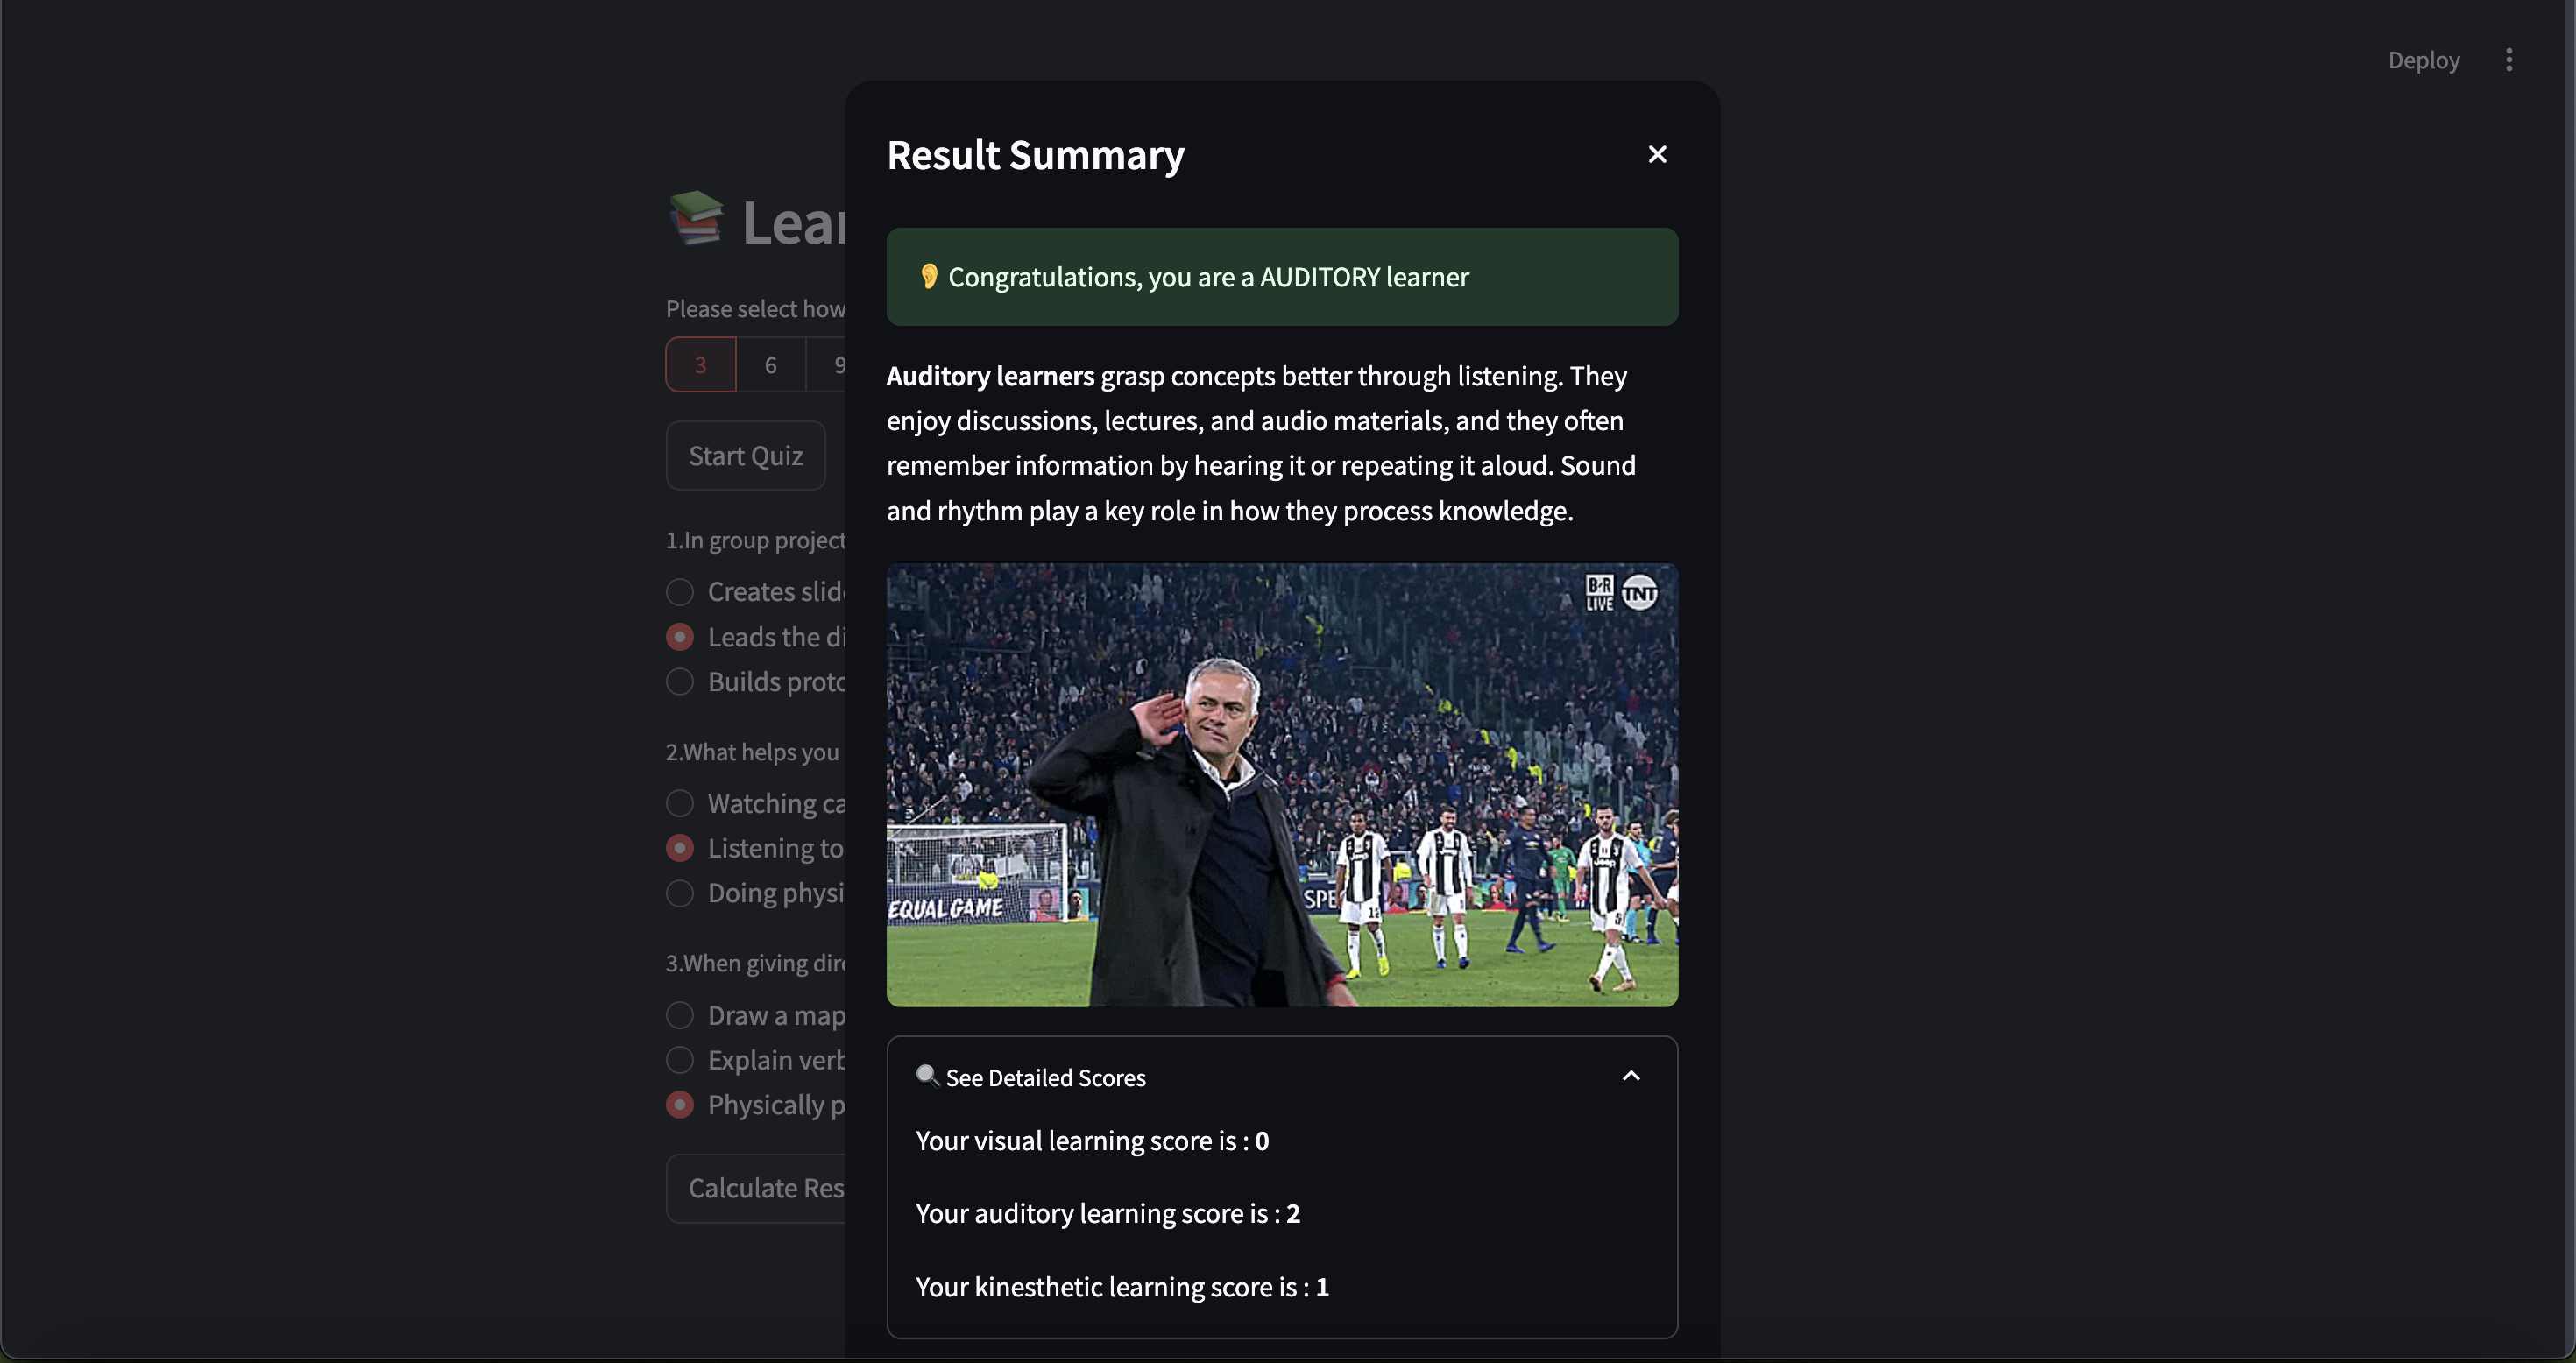 Deploy
Result Summary
📚 Lear
Please select how
3 6 9
Start Quiz
1.In group project
Creates slid
Leads the di
Builds proto
2.What helps you
Watching ca
Listening to
Doing physi
3.When giving dire
Draw a map
Explain verb
Physically p
Calculate Res
👂 Congratulations, you are a AUDITORY learner
Auditory learners grasp concepts better through listening. They
enjoy discussions, lectures, and audio materials, and they often
remember information by hearing it or repeating it aloud. Sound
and rhythm play a key role in how they process knowledge.
B/R
LIVE
TNT
EQUAL GAME
SPE
Jeep
12
5
🔍 See Detailed Scores
Your visual learning score is : 0
Your auditory learning score is : 2
Your kinesthetic learning score is : 1